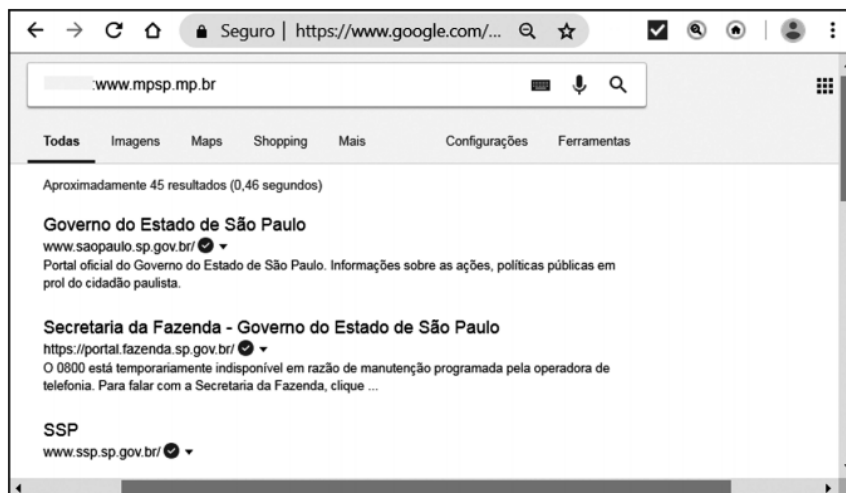 Seguro | https://www.google.com/...
:www.mpsp.mp.br
Todas Imagens Maps Shopping Mais Configurações Ferramentas
Aproximadamente 45 resultados (0,46 segundos)
Governo do Estado de São Paulo
www.saopaulo.sp.gov.br/
Portal oficial do Governo do Estado de São Paulo. Informações sobre as ações, políticas públicas em
prol do cidadão paulista.
Secretaria da Fazenda - Governo do Estado de São Paulo
https://portal.fazenda.sp.gov.br/
O 0800 está temporariamente indisponível em razão de manutenção programada pela operadora de
telefonia. Para falar com a Secretaria da Fazenda, clique ...
SSP
www.ssp.sp.gov.br/